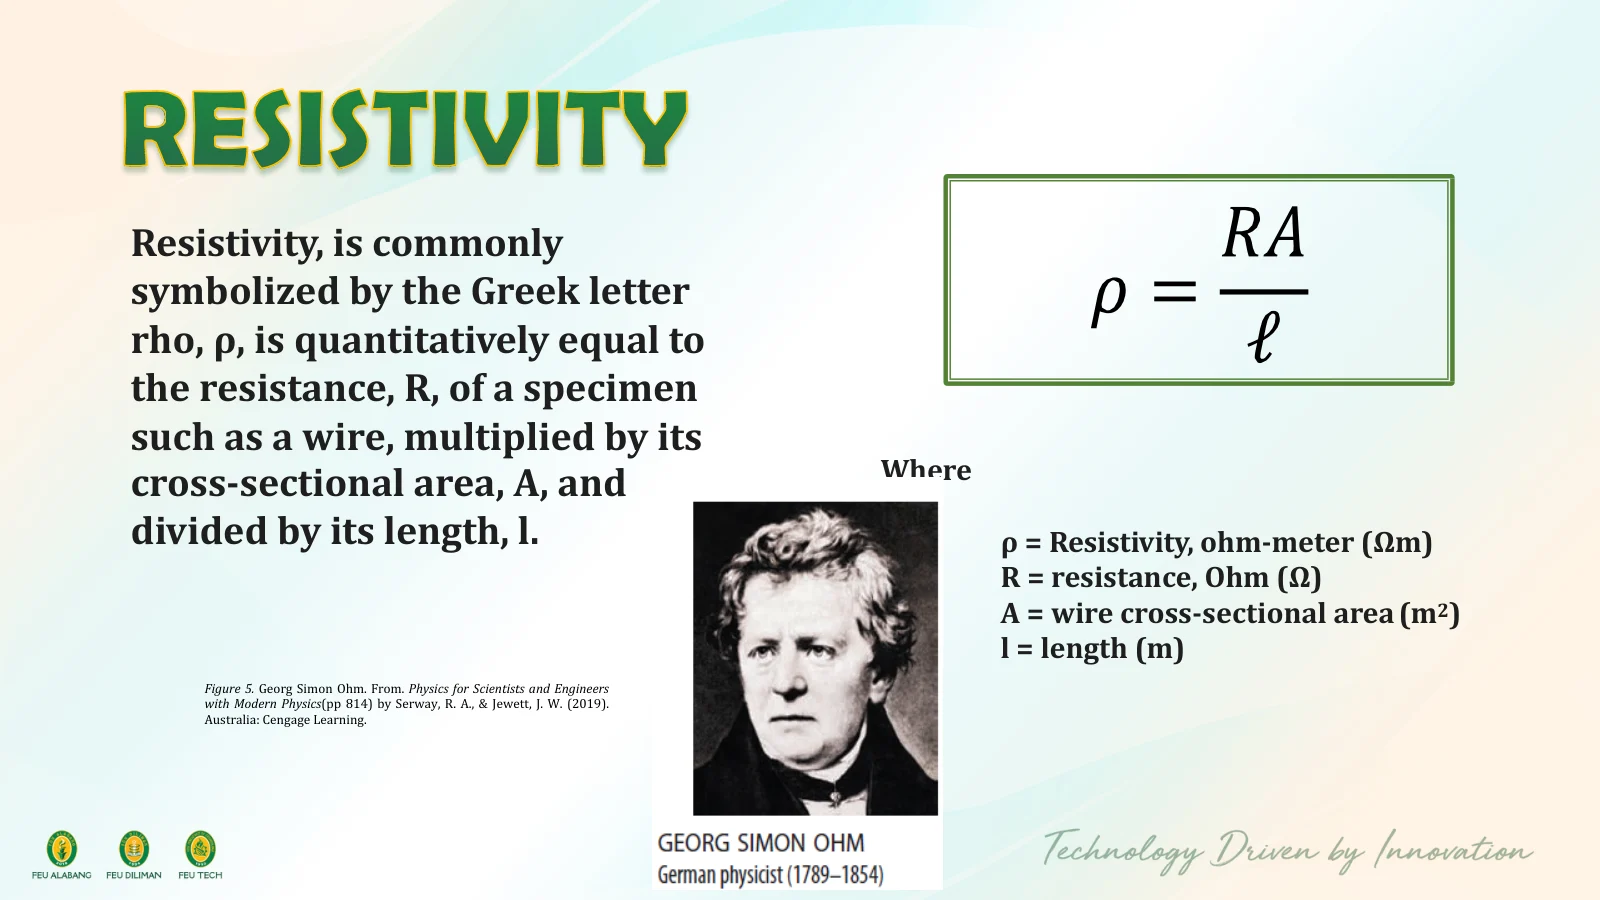 RESISTIVITY
Resistivity, is commonly
symbolized by the Greek letter
rho, ρ, is quantitatively equal to
the resistance, R, of a specimen
such as a wire, multiplied by its
cross-sectional area, A, and
divided by its length, l.
ρ = RA / ℓ
Where
ρ = Resistivity, ohm-meter (Ωm)
R = resistance, Ohm (Ω)
A = wire cross-sectional area (m²)
l = length (m)
Figure 5. Georg Simon Ohm. From. Physics for Scientists and Engineers
with Modern Physics(pp 814) by Serway, R. A., & Jewett, J. W. (2019).
Australia: Cengage Learning.
GEORG SIMON OHM
German physicist (1789–1854)
FEU ALABANG
FEU DILIMAN
FEU TECH
Technology Driven by Innovation